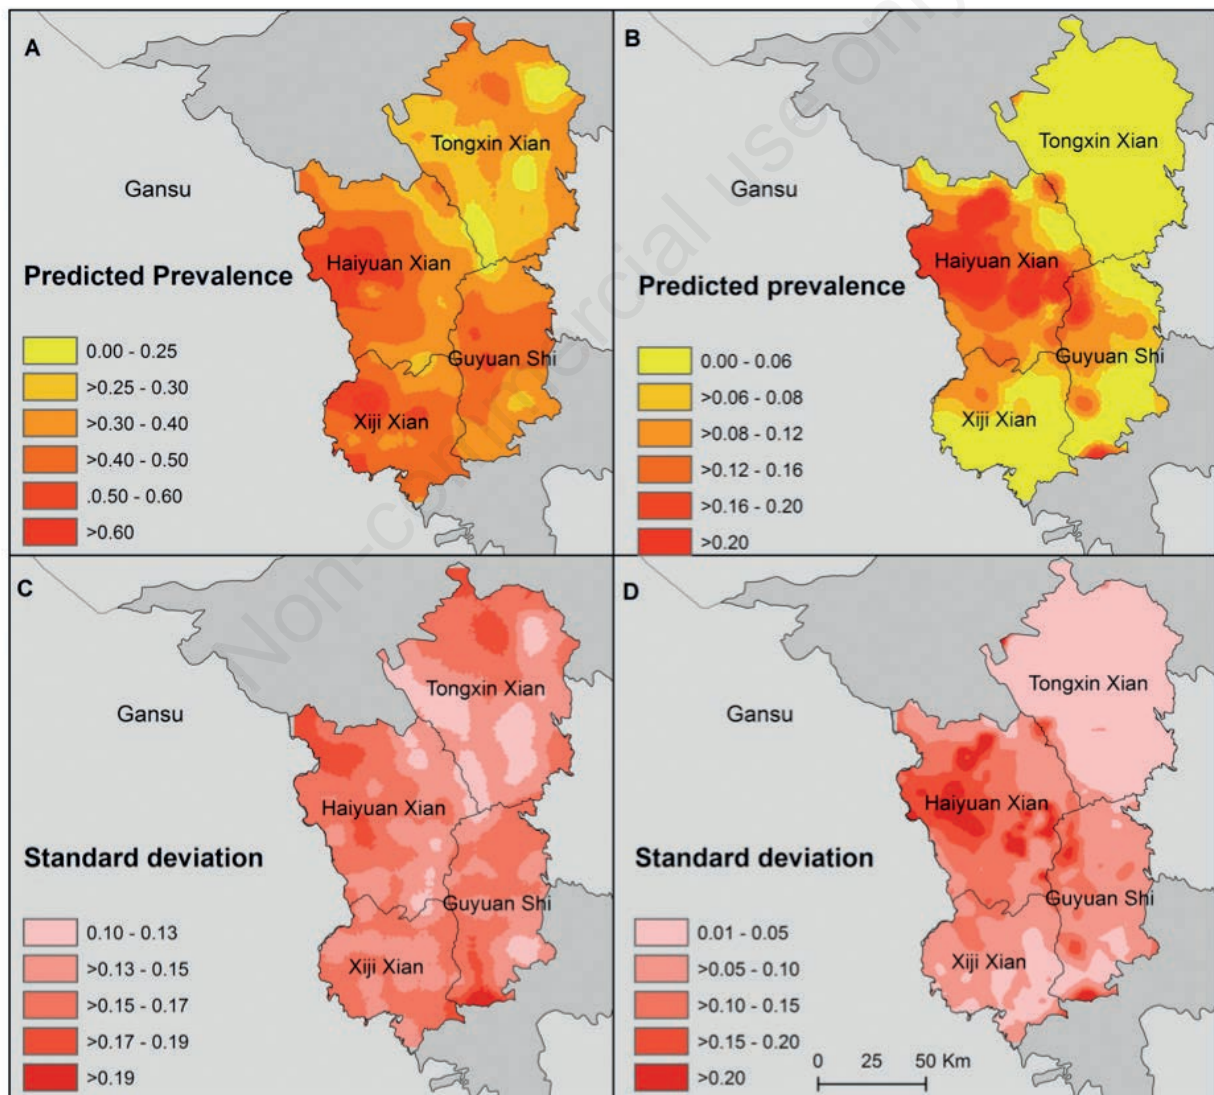 A
Tongxin Xian
Gansu
Haiyuan Xian
Predicted Prevalence
0.00 - 0.25
>0.25 - 0.30
>0.30 - 0.40
>0.40 - 0.50
.50 - 0.60
>0.60
Guyuan Shi
Xiji Xian
B
Tongxin Xian
Gansu
Haiyuan Xian
Predicted prevalence
0.00 - 0.06
>0.06 - 0.08
>0.08 - 0.12
>0.12 - 0.16
>0.16 - 0.20
>0.20
Guyuan Shi
Xiji Xian
C
Tongxin Xian
Gansu
Haiyuan Xian
Standard deviation
0.10 - 0.13
>0.13 - 0.15
>0.15 - 0.17
>0.17 - 0.19
>0.19
Guyuan Shi
Xiji Xian
D
Tongxin Xian
Gansu
Haiyuan Xian
Standard deviation
0.01 - 0.05
>0.05 - 0.10
>0.10 - 0.15
>0.15 - 0.20
>0.20
Guyuan Shi
Xiji Xian
0 25 50 Km
Non-commercial use only